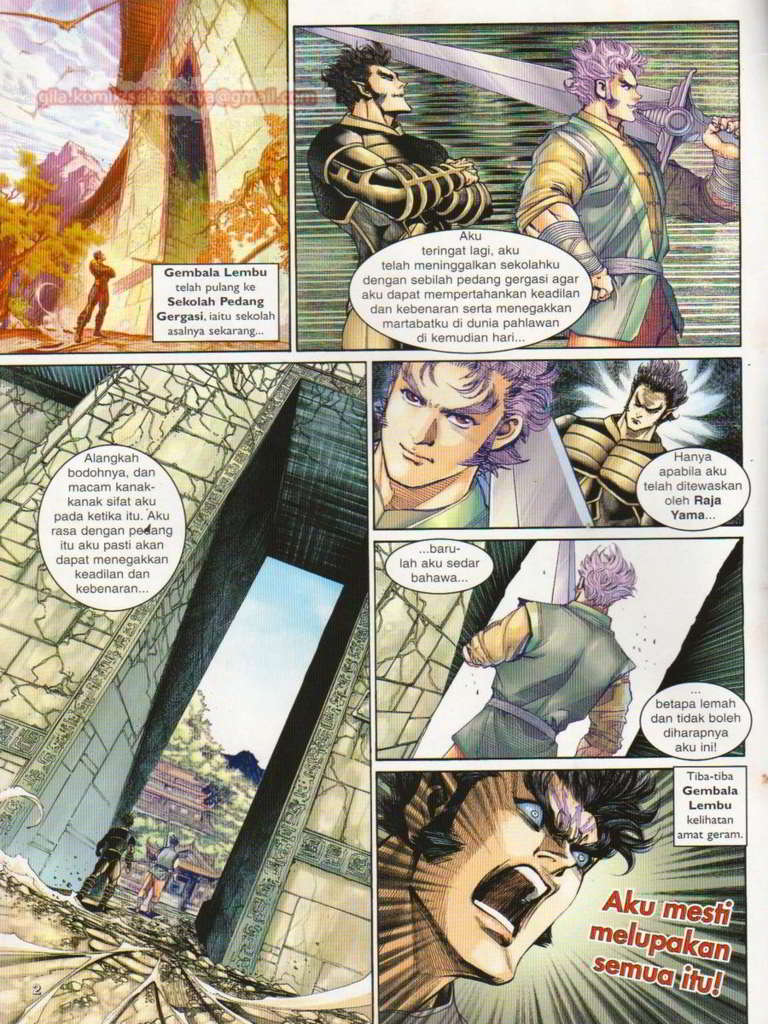 gila.komikselamanya@gmail.com
Gembala Lembu
telah pulang ke
Sekolah Pedang
Gergasi, iaitu sekolah
asalnya sekarang...
Aku
teringat lagi, aku
telah meninggalkan sekolahku
dengan sebilah pedang gergasi agar
aku dapat mempertahankan keadilan
dan kebenaran serta menegakkan
martabatku di dunia pahlawan
di kemudian hari...
Alangkah
bodohnya, dan
macam kanak-
kanak sifat aku
pada ketika itu. Aku
rasa dengan pedang
itu aku pasti akan
dapat menegakkan
keadilan dan
kebenaran...
Hanya
apabila aku
telah ditewaskan
oleh Raja
Yama...
...baru-
lah aku sedar
bahawa...
...
betapa lemah
dan tidak boleh
diharapnya
aku ini!
Tiba-tiba
Gembala
Lembu
kelihatan
amat geram.
Aku mesti
melupakan
semua itu!
2